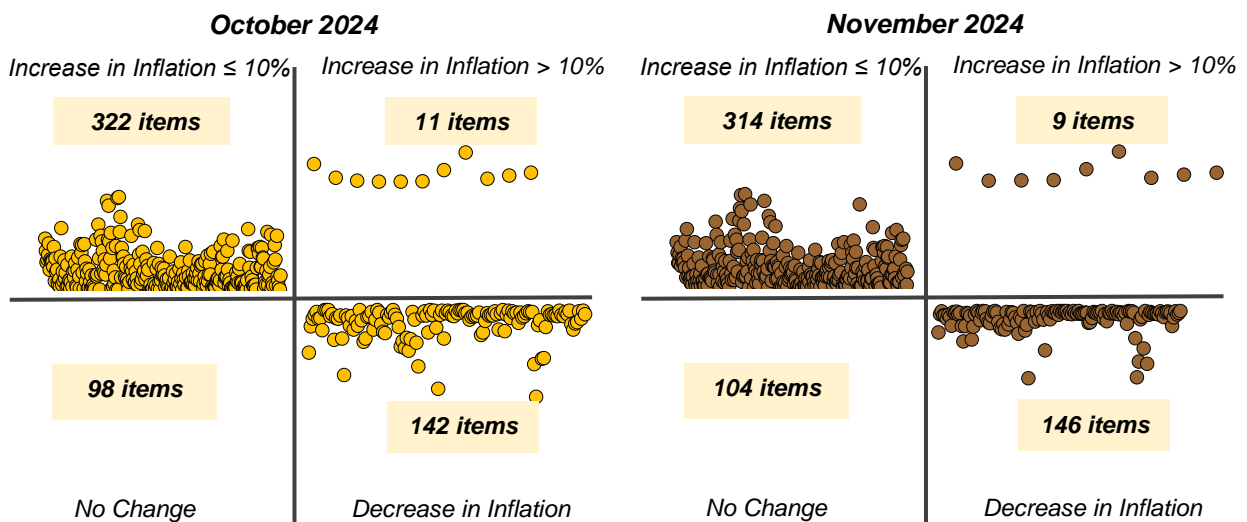 October 2024
Increase in Inflation ≤ 10%
Increase in Inflation > 10%
322 items
11 items
98 items
142 items
No Change
Decrease in Inflation
November 2024
Increase in Inflation ≤ 10%
Increase in Inflation > 10%
314 items
9 items
104 items
146 items
No Change
Decrease in Inflation